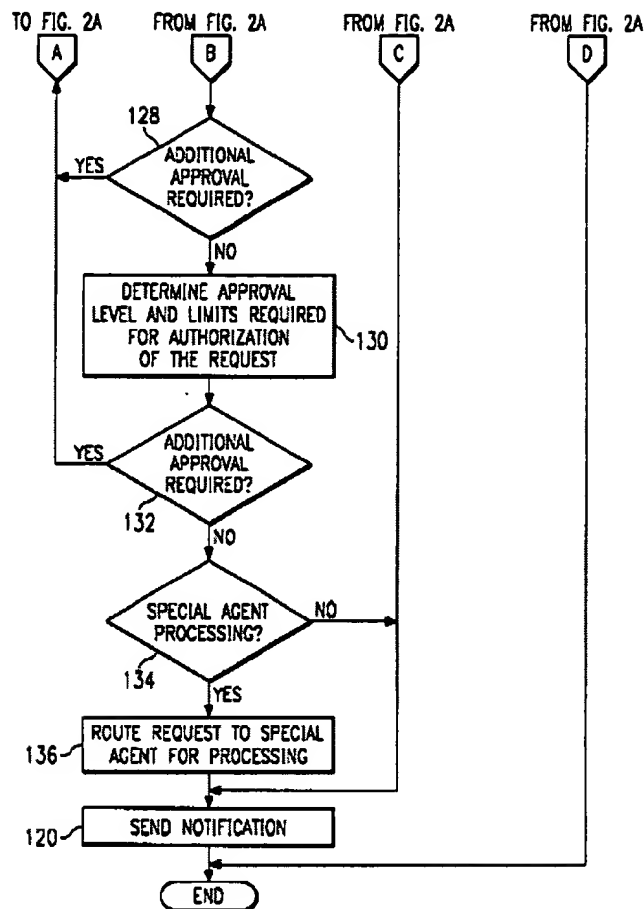 TO FIG. 2A
FROM FIG. 2A
FROM FIG. 2A
FROM FIG. 2A
A
B
C
D
128
YES
ADDITIONAL
APPROVAL
REQUIRED?
NO
DETERMINE APPROVAL
LEVEL AND LIMITS REQUIRED
FOR AUTHORIZATION
OF THE REQUEST
130
YES
ADDITIONAL
APPROVAL
REQUIRED?
132
NO
SPECIAL AGENT
PROCESSING?
NO
134
YES
136
ROUTE REQUEST TO SPECIAL
AGENT FOR PROCESSING
120
SEND NOTIFICATION
END